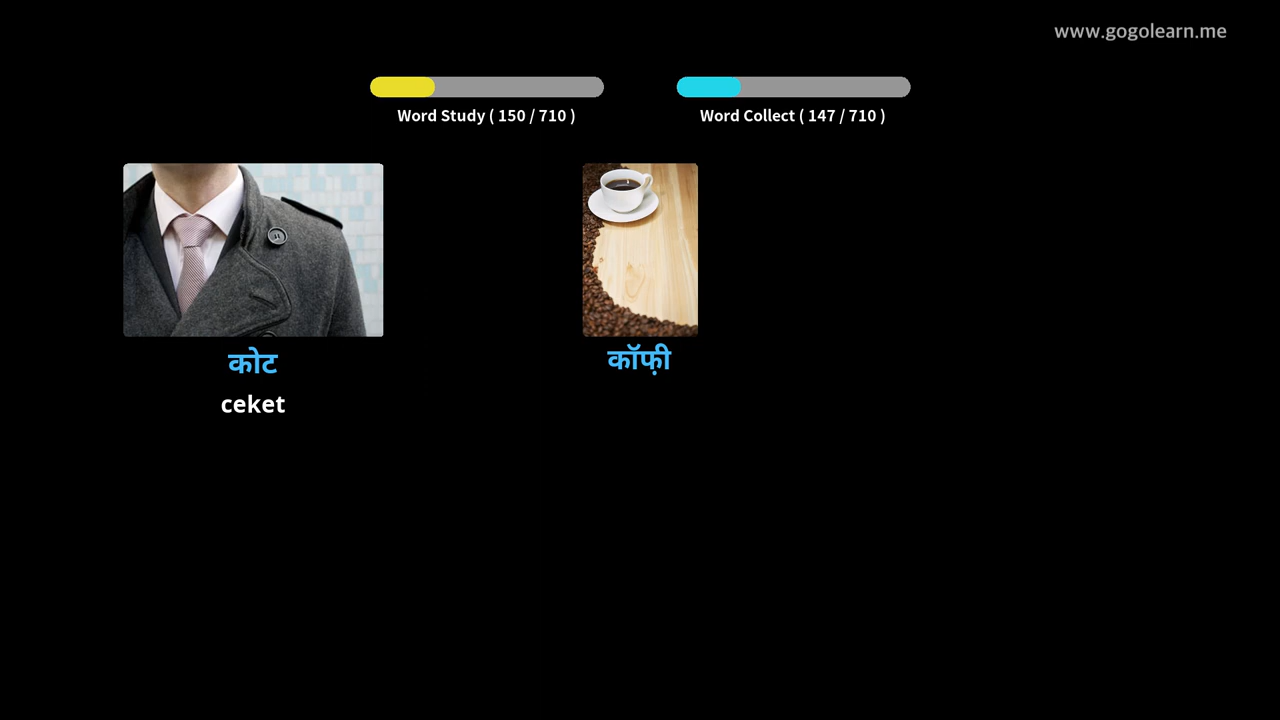 www.gogolearn.me
Word Study ( 150 / 710 )
Word Collect ( 147 / 710 )
कोट
ceket
कॉफ़ी